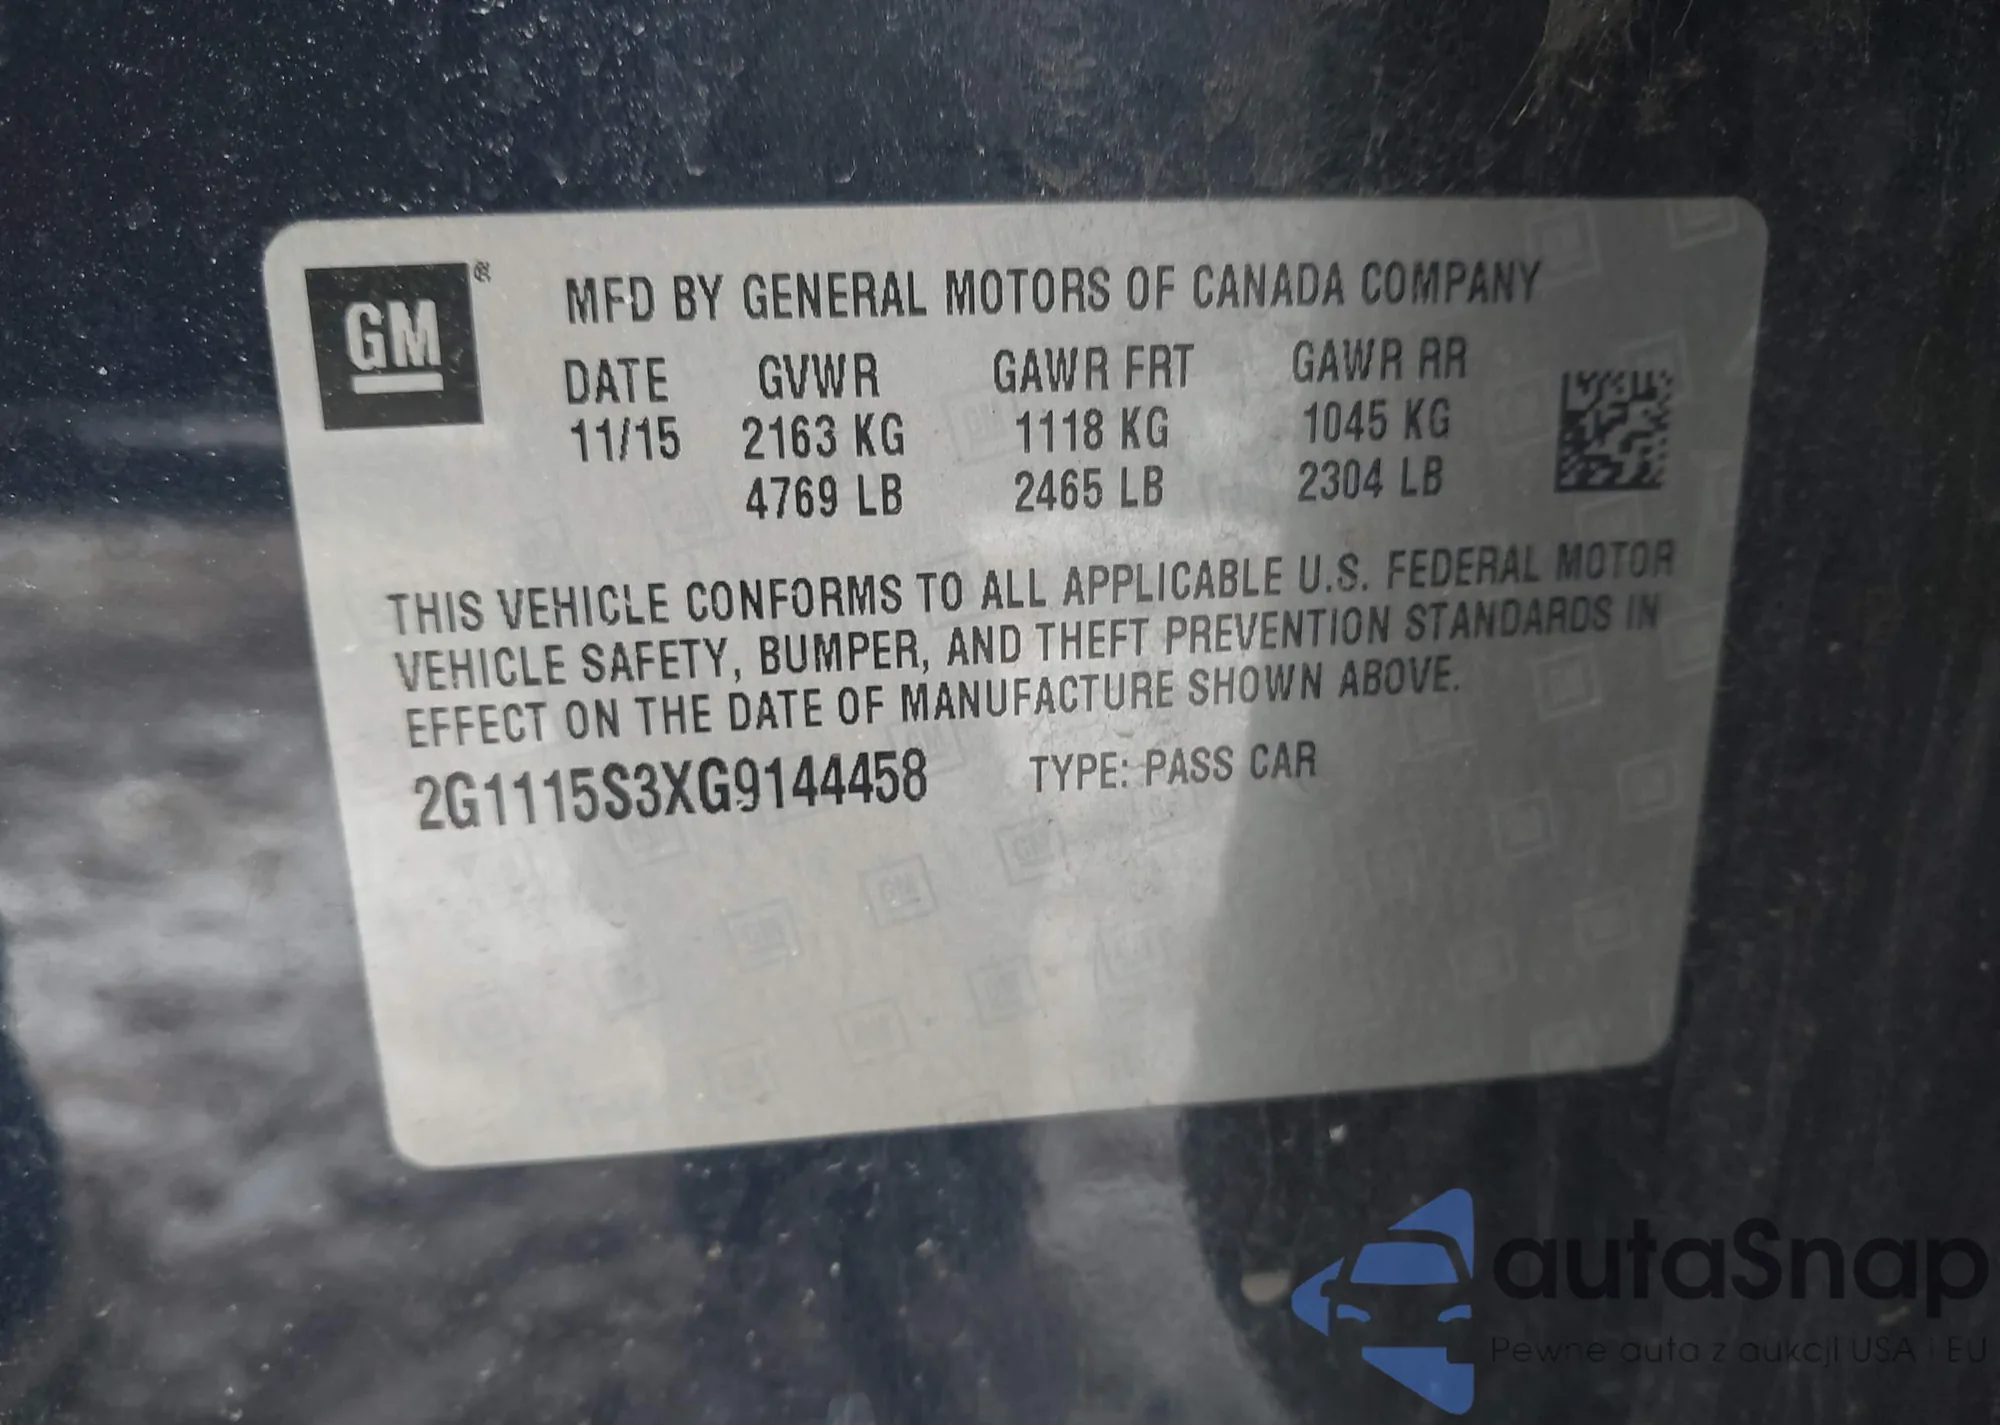 GM ®
MFD BY GENERAL MOTORS OF CANADA COMPANY
DATE GVWR GAWR FRT GAWR RR
11/15 2163 KG 1118 KG 1045 KG
4769 LB 2465 LB 2304 LB
THIS VEHICLE CONFORMS TO ALL APPLICABLE U.S. FEDERAL MOTOR
VEHICLE SAFETY, BUMPER, AND THEFT PREVENTION STANDARDS IN
EFFECT ON THE DATE OF MANUFACTURE SHOWN ABOVE.
2G1115S3XG9144458 TYPE: PASS CAR
autaSnap
Pewne auta z aukcji USA i EU